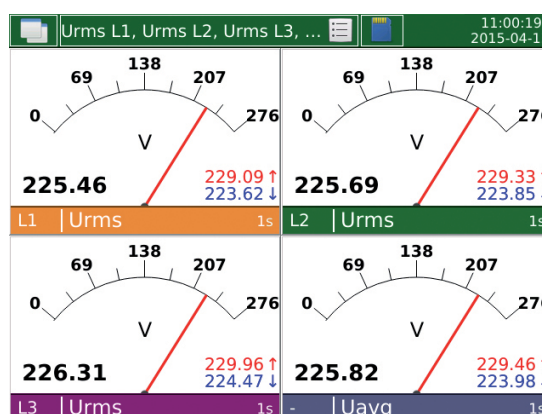 Urms L1, Urms L2, Urms L3, ...
11:00:19
2015-04-1
0 69 138 207 276
V
225.46
229.09↑
223.62↓
L1 Urms 1s
0 69 138 207 27
V
225.69
229.33
223.85
L2 Urms 1s
0 69 138 207 276
V
226.31
229.96↑
224.47↓
L3 Urms 1s
0 69 138 207 27
V
225.82
229.46
223.98
- Uavg 1s